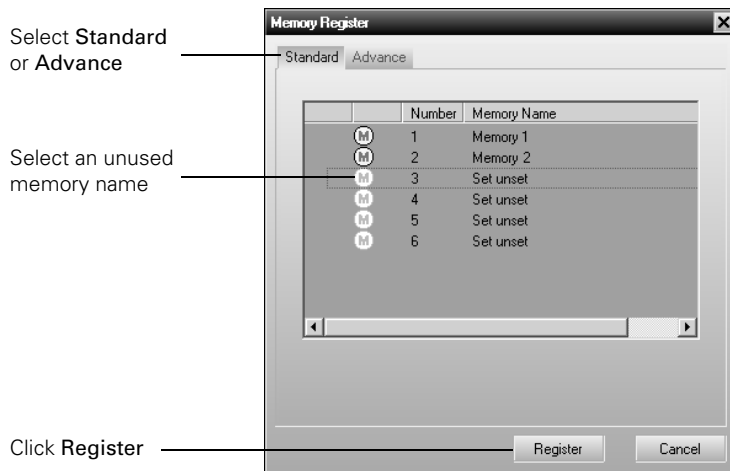 Memory Register
Select Standard
or Advance
Standard Advance
Number Memory Name
M 1 Memory 1
M 2 Memory 2
Select an unused
memory name
M 3 Set unset
M 4 Set unset
M 5 Set unset
M 6 Set unset
Click Register
Register Cancel